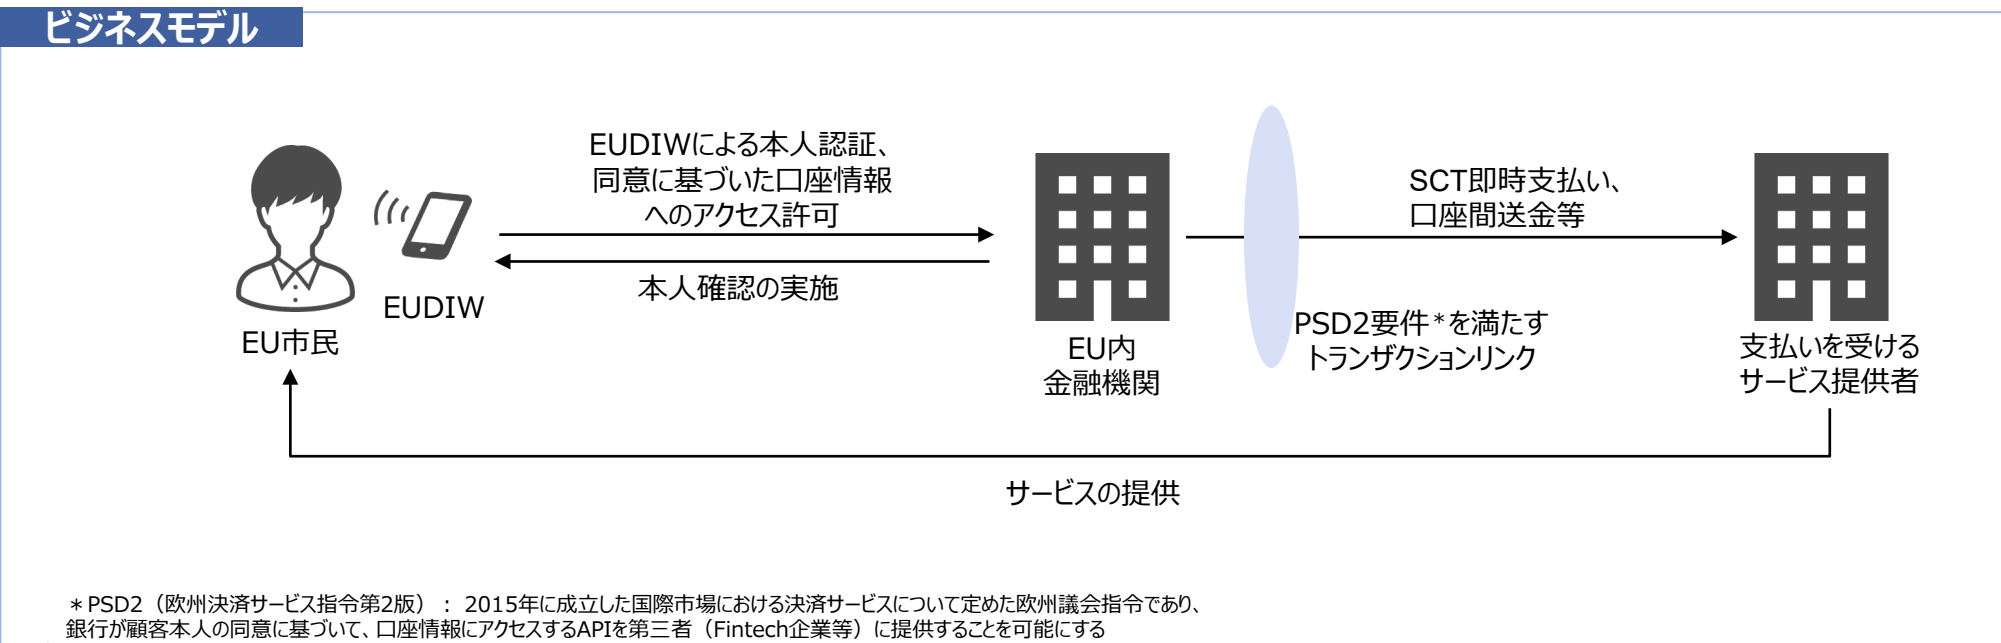 ビジネスモデル
EUDIWによる本人認証、
同意に基づいた口座情報
へのアクセス許可
本人確認の実施
EUDIW
EU市民
EU内
金融機関
SCT即時支払い、
口座間送金等
PSD2要件*を満たす
トランザクションリンク
支払いを受ける
サービス提供者
サービスの提供
＊PSD2（欧州決済サービス指令第2版）： 2015年に成立した国際市場における決済サービスについて定めた欧州議会指令であり、
銀行が顧客本人の同意に基づいて、口座情報にアクセスするAPIを第三者（Fintech企業等）に提供することを可能にする